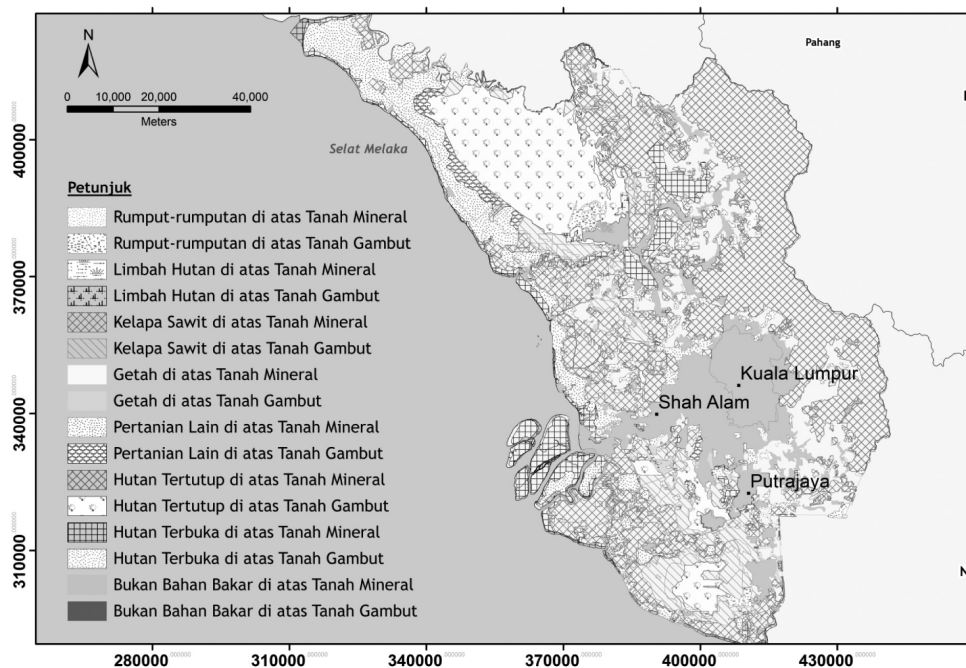 Pahang
N
0 10,000 20,000 40,000
Meters
Selat Melaka
Petunjuk
Rumput-rumputan di atas Tanah Mineral
Rumput-rumputan di atas Tanah Gambut
Limbah Hutan di atas Tanah Mineral
Limbah Hutan di atas Tanah Gambut
Kelapa Sawit di atas Tanah Mineral
Kelapa Sawit di atas Tanah Gambut
Getah di atas Tanah Mineral
Getah di atas Tanah Gambut
Pertanian Lain di atas Tanah Mineral
Pertanian Lain di atas Tanah Gambut
Hutan Tertutup di atas Tanah Mineral
Hutan Tertutup di atas Tanah Gambut
Hutan Terbuka di atas Tanah Mineral
Hutan Terbuka di atas Tanah Gambut
Bukan Bahan Bakar di atas Tanah Mineral
Bukan Bahan Bakar di atas Tanah Gambut
Kuala Lumpur
Shah Alam
Putrajaya
400000
370000
340000
310000
280000 310000 340000 370000 400000 430000